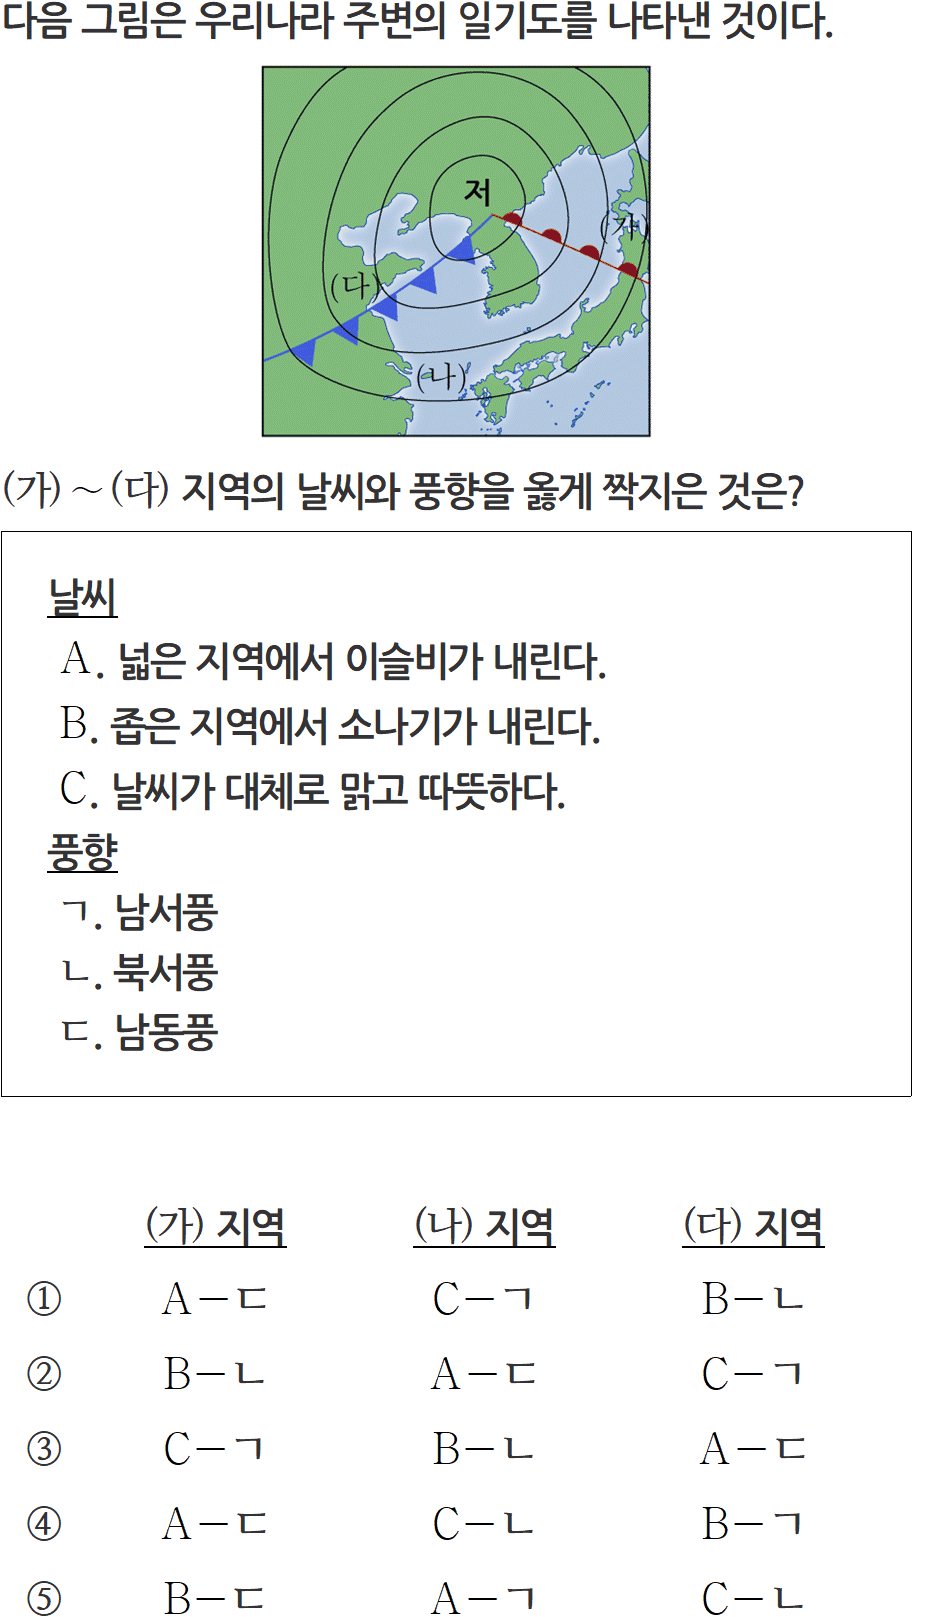 다음 그림은 우리나라 주변의 일기도를 나타낸 것이다.
저
(가)
(다)
(나)
(가) ~ (다) 지역의 날씨와 풍향을 옳게 짝지은 것은?
날씨
A. 넓은 지역에서 이슬비가 내린다.
B. 좁은 지역에서 소나기가 내린다.
C. 날씨가 대체로 맑고 따뜻하다.
풍향
ㄱ. 남서풍
ㄴ. 북서풍
ㄷ. 남동풍
(가) 지역 (나) 지역 (다) 지역
① A－ㄷ C－ㄱ B－ㄴ
② B－ㄴ A－ㄷ C－ㄱ
③ C－ㄱ B－ㄴ A－ㄷ
④ A－ㄷ C－ㄴ B－ㄱ
⑤ B－ㄷ A－ㄱ C－ㄴ